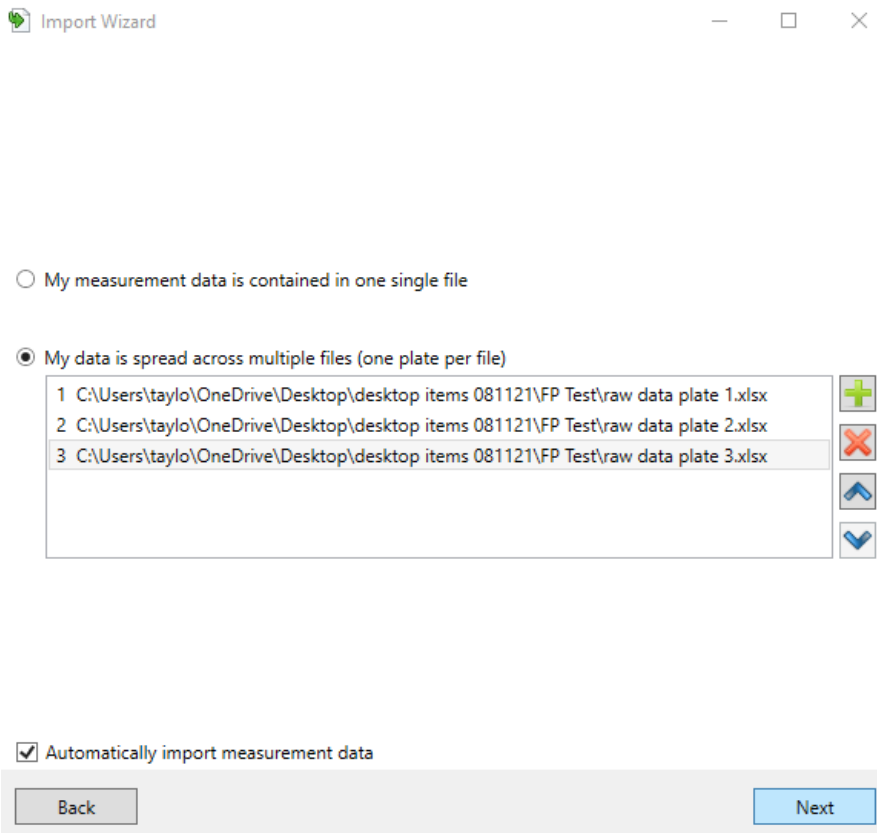 Import Wizard
My measurement data is contained in one single file
My data is spread across multiple files (one plate per file)
1 C:\Users\taylo\OneDrive\Desktop\desktop items 081121\FP Test\raw data plate 1.xlsx
2 C:\Users\taylo\OneDrive\Desktop\desktop items 081121\FP Test\raw data plate 2.xlsx
3 C:\Users\taylo\OneDrive\Desktop\desktop items 081121\FP Test\raw data plate 3.xlsx
Automatically import measurement data
Back Next